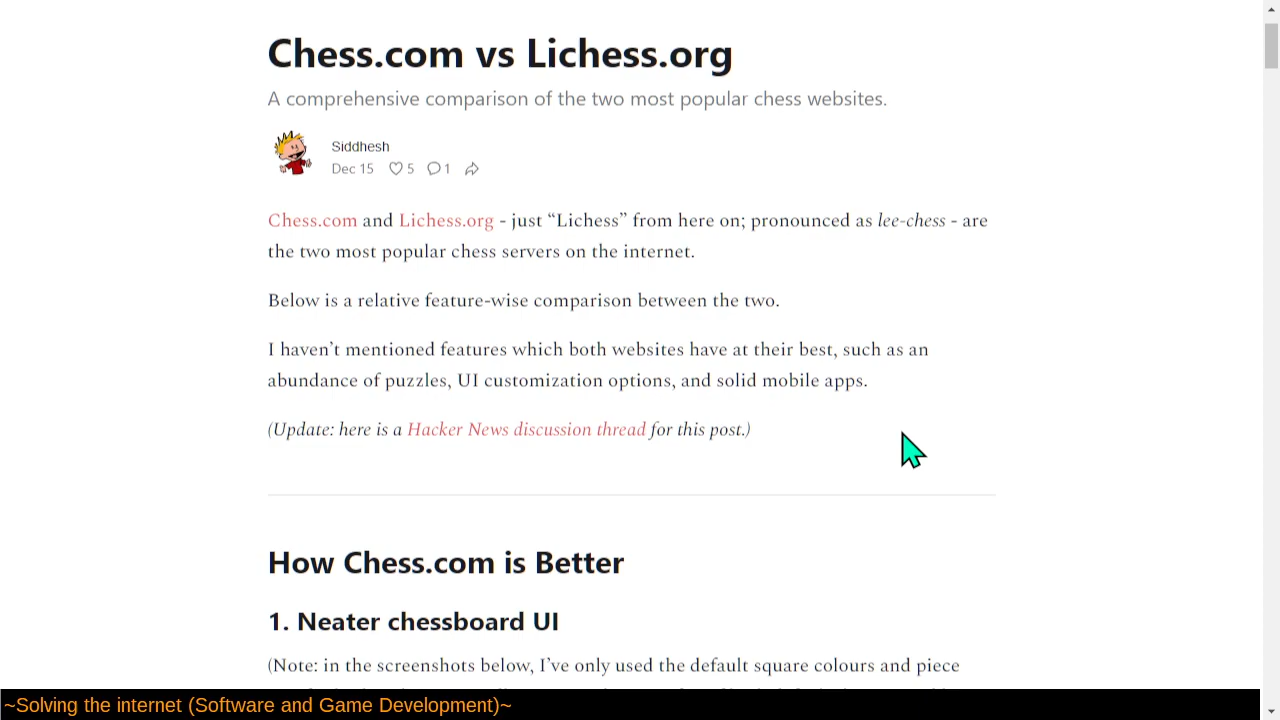 Chess.com vs Lichess.org
A comprehensive comparison of the two most popular chess websites.
Siddhesh
Dec 15 5 1
Chess.com and Lichess.org - just “Lichess” from here on; pronounced as lee-chess - are
the two most popular chess servers on the internet.
Below is a relative feature-wise comparison between the two.
I haven’t mentioned features which both websites have at their best, such as an
abundance of puzzles, UI customization options, and solid mobile apps.
(Update: here is a Hacker News discussion thread for this post.)
How Chess.com is Better
1. Neater chessboard UI
(Note: in the screenshots below, I’ve only used the default square colours and piece
~Solving the internet (Software and Game Development)~